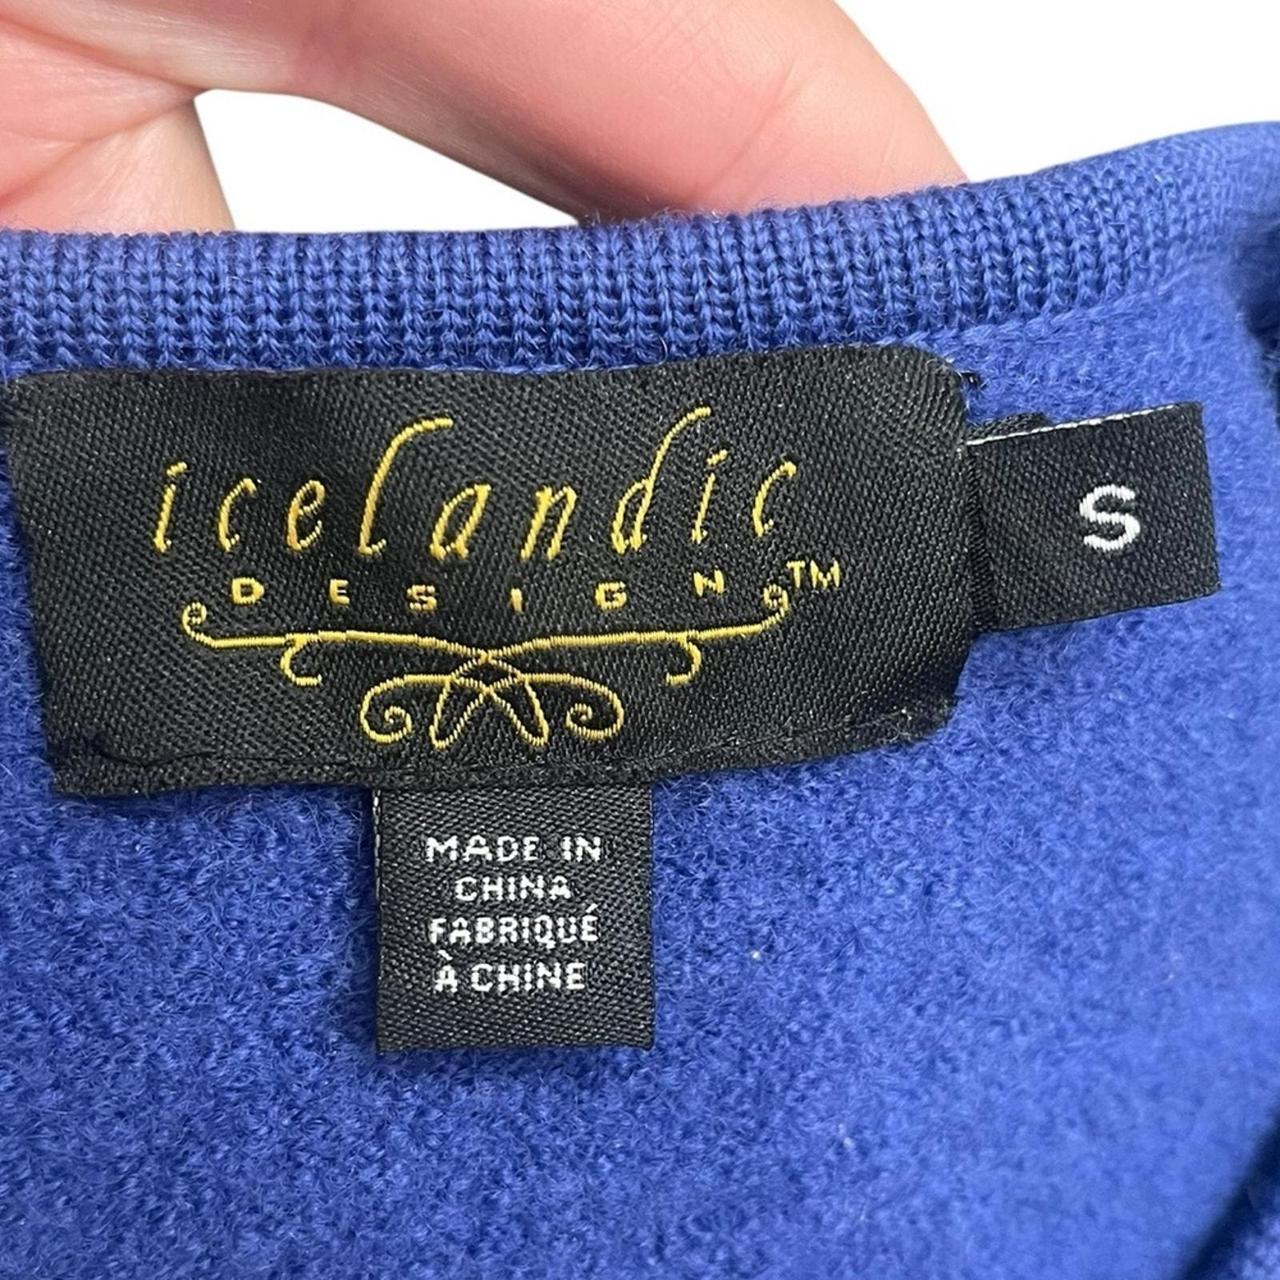 icelandic
DESIGN™
S
MADE IN
CHINA
FABRIQUÉ
À CHINE